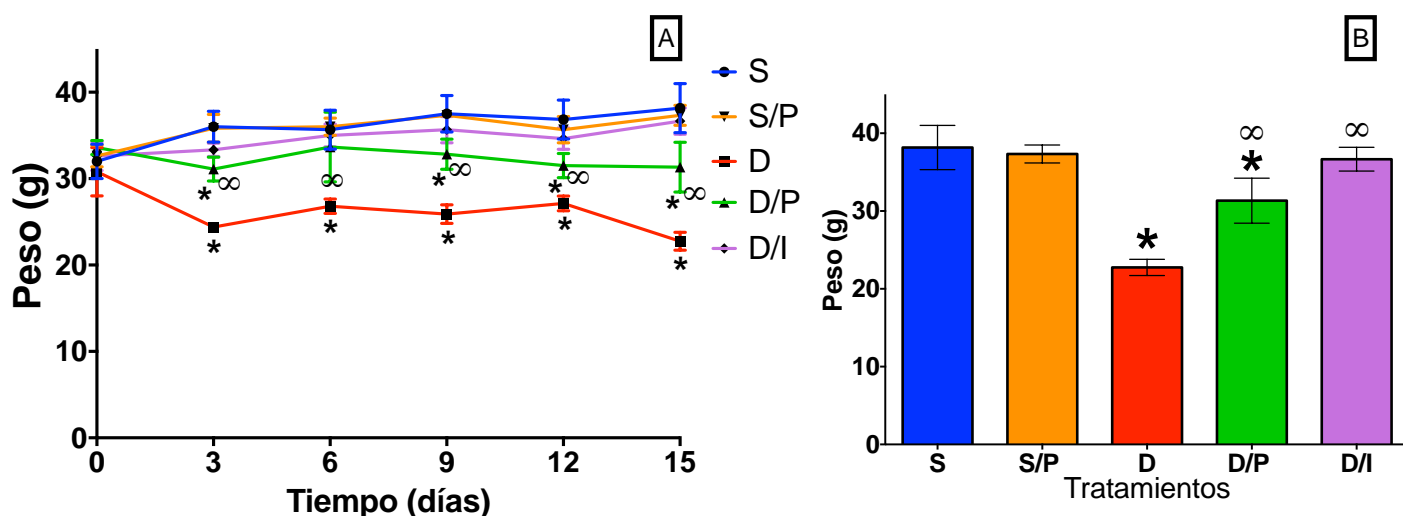 A
Peso (g)
40
30
20
10
0
* ∞
∞
* ∞
* ∞
* ∞
*
*
*
*
*
0 3 6 9 12 15
Tiempo (días)
S
S/P
D
D/P
D/I
B
Peso (g)
40
30
20
10
0
*
∞
*
∞
S S/P D D/P D/I
Tratamientos